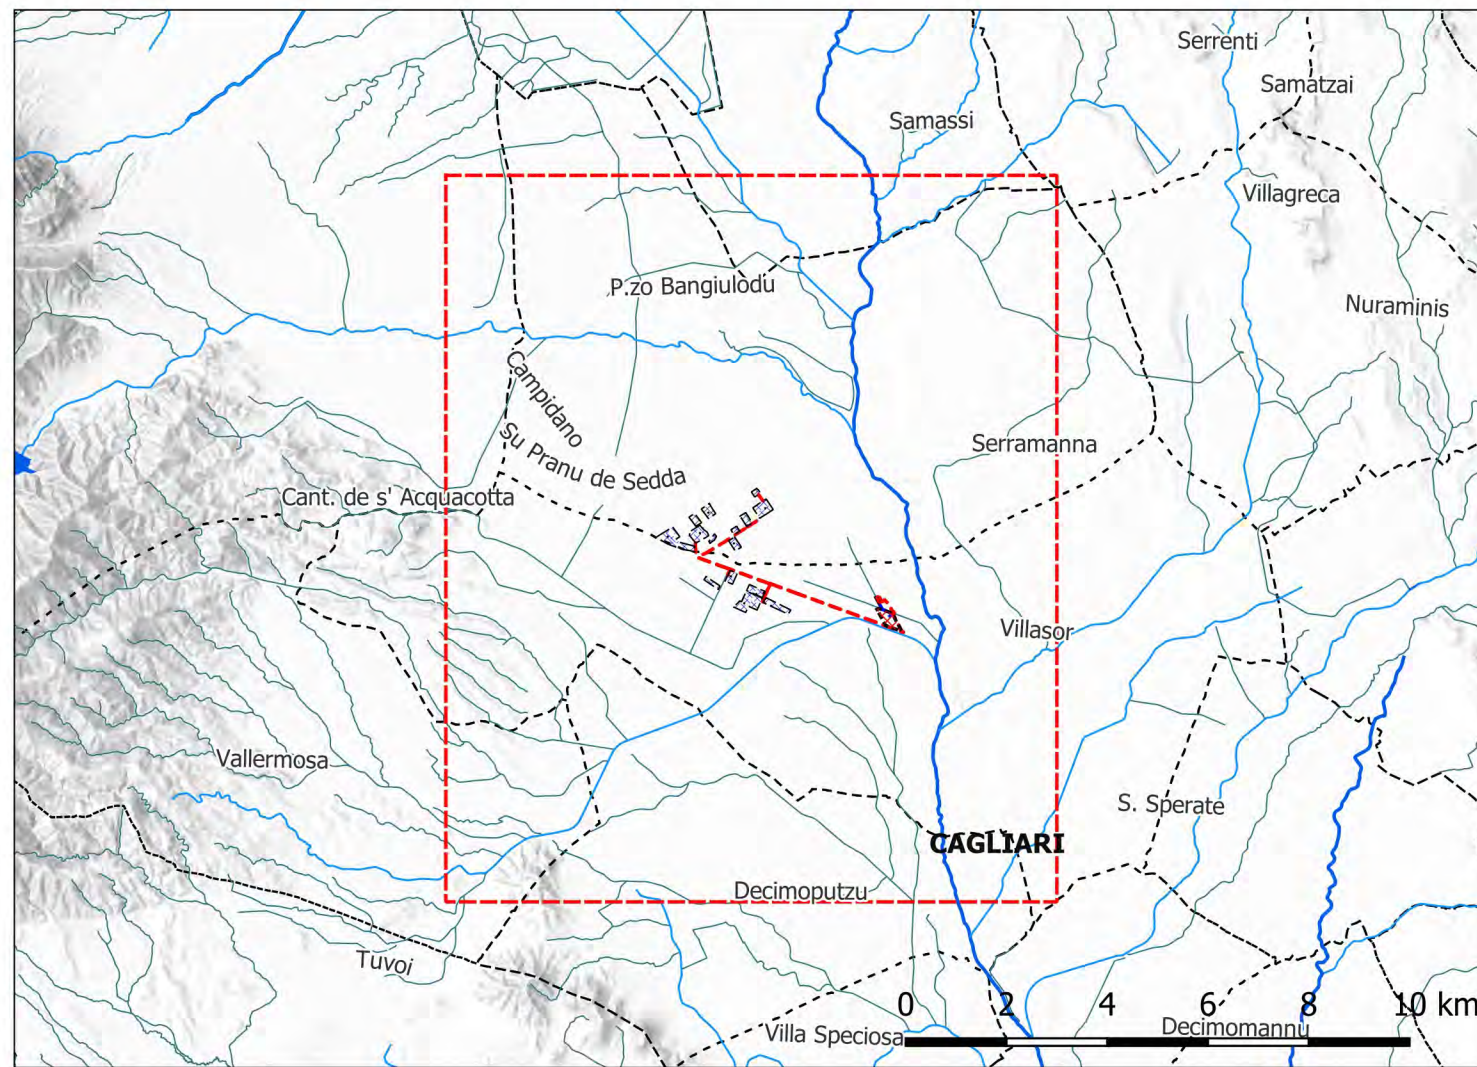 Serrenti
Samatzai
Samassi
Villagreca
P.zo Bangiulodu
Nuraminis
Campidano
Su Pranu de Sedda
Serramanna
Cant. de s' Acquacotta
Villasor
Vallermosa
S. Sperate
CAGLIARI
Decimoputzu
Tuvoi
0 2 4 6 8 10 km
Villa Speciosa
Decimomannu